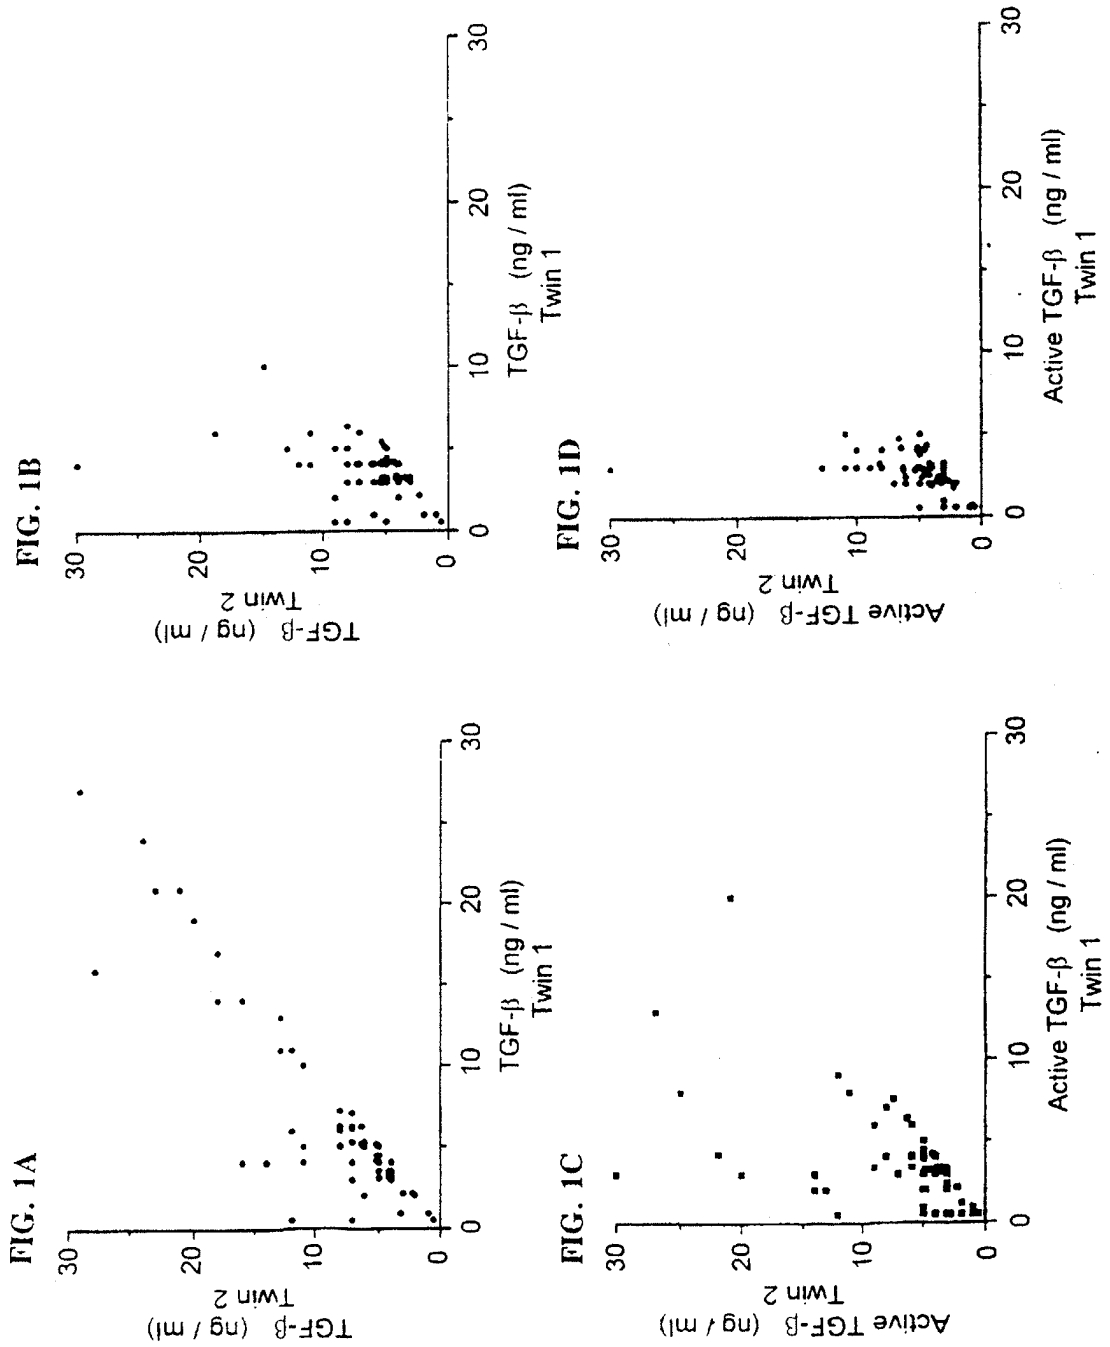 FIG. 1A
30
20
10
0
TGF-β (ng / ml)
Twin 2
0
10
20
30
TGF-β (ng / ml)
Twin 1
FIG. 1B
30
20
10
0
TGF-β (ng / ml)
Twin 2
0
10
20
30
TGF-β (ng / ml)
Twin 1
FIG. 1C
30
20
10
0
Active TGF-β (ng / ml)
Twin 2
0
10
20
30
Active TGF-β (ng / ml)
Twin 1
FIG. 1D
30
20
10
0
Active TGF-β (ng / ml)
Twin 2
0
10
20
30
Active TGF-β (ng / ml)
Twin 1